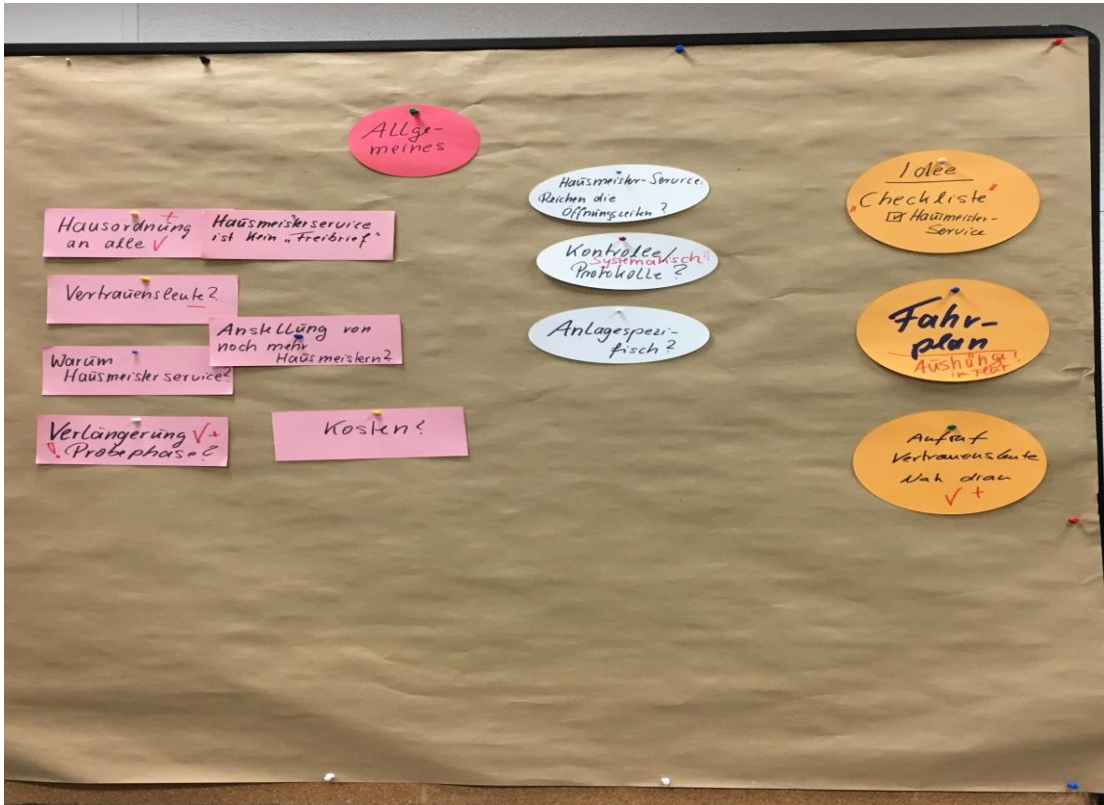 Allge-
meines
Hausordnung +
an alle ✓
Hausmeisterservice
ist kein „Freibrief"
Vertrauensleute?
Anstellung von
noch mehr
Hausmeistern?
Warum
Hausmeisterservice?
Verlängerung ✓+
! Probephase?
Kosten?
Hausmeister-Service:
Reichen die
Öffnungszeiten?
Kontrolle/
Systematisch?
Protokolle?
Anlagespezi-
fisch?
Idee
„Checkliste"
☑ Hausmeister-
Service
Fahr-
plan
Aushänge!
Aufruf
Vertrauensleute
Nah dran
✓ +